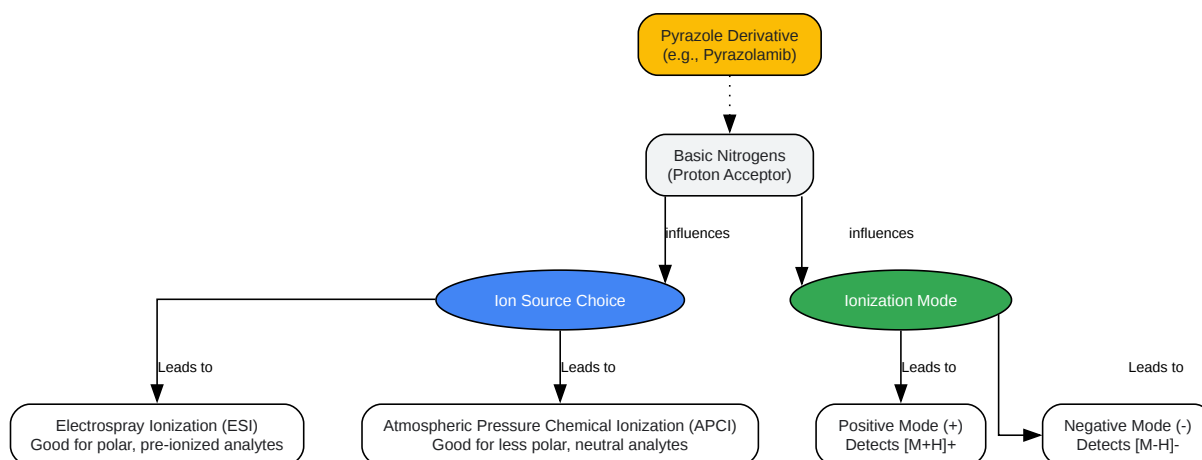 Pyrazole Derivative
(e.g., Pyrazolamib)
Basic Nitrogens
(Proton Acceptor)
influences
influences
Ion Source Choice
Ionization Mode
Leads to
Leads to
Leads to
Leads to
Electrospray Ionization (ESI)
Good for polar, pre-ionized analytes
Atmospheric Pressure Chemical Ionization (APCI)
Good for less polar, neutral analytes
Positive Mode (+)
Detects [M+H]+
Negative Mode (-)
Detects [M-H]-